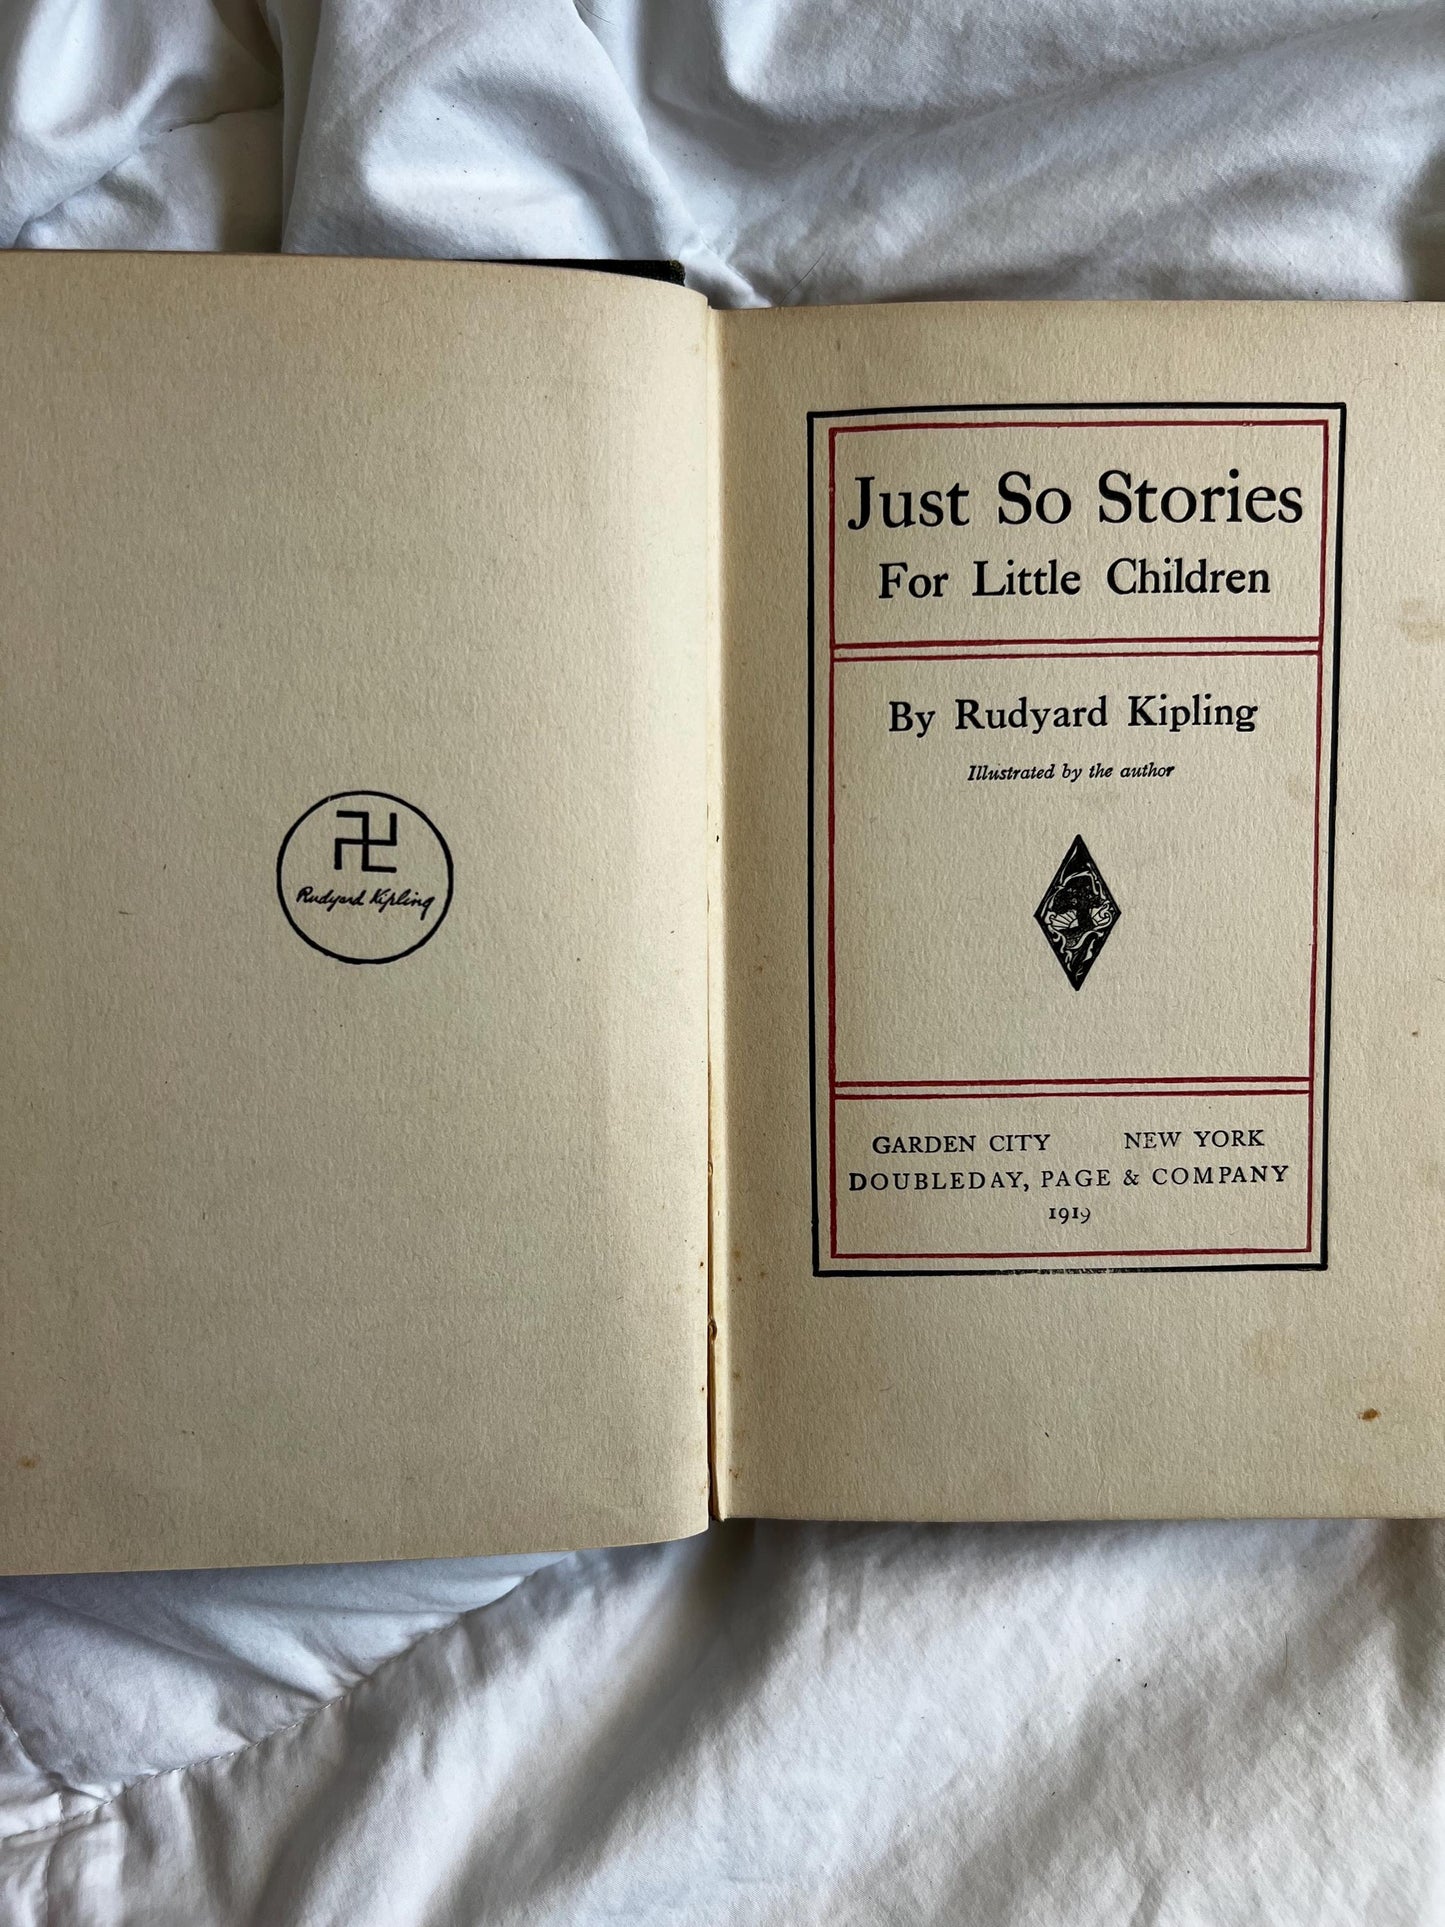 Rudyard Kipling
Just So Stories
For Little Children
By Rudyard Kipling
Illustrated by the author
GARDEN CITY NEW YORK
DOUBLEDAY, PAGE & COMPANY
1919